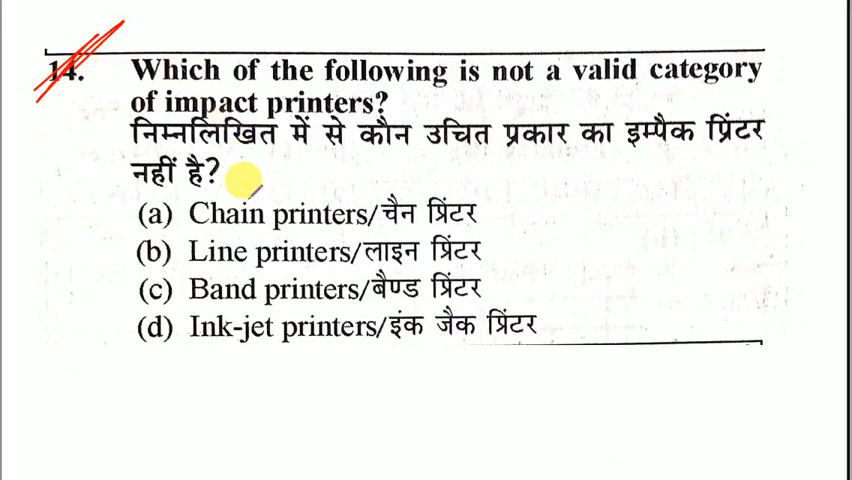 14. Which of the following is not a valid category
of impact printers?
निम्नलिखित में से कौन उचित प्रकार का इम्पैक प्रिंटर
नहीं है?
(a) Chain printers/चैन प्रिंटर
(b) Line printers/लाइन प्रिंटर
(c) Band printers/बैण्ड प्रिंटर
(d) Ink-jet printers/इंक जैक प्रिंटर